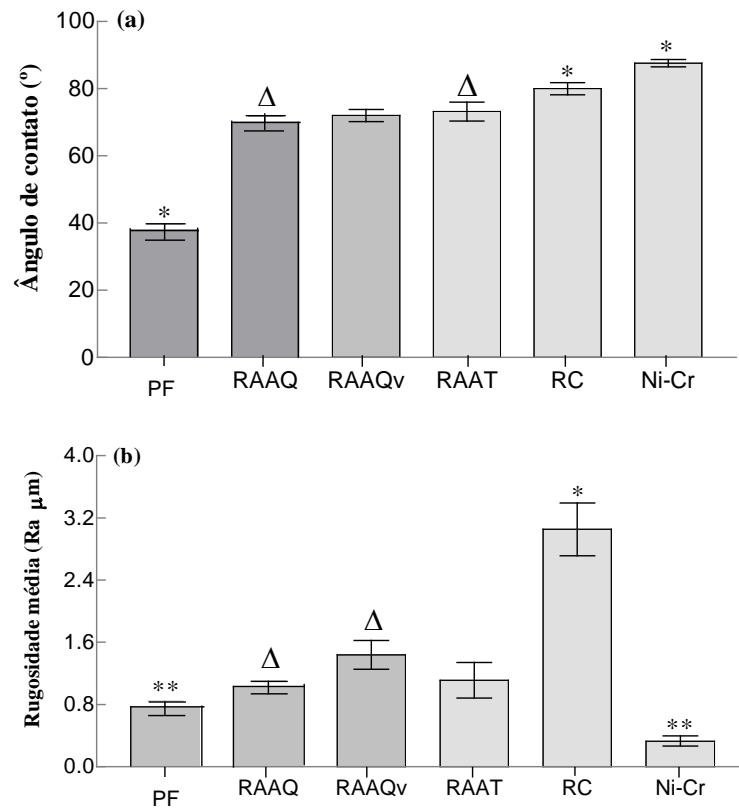 (a)
Ângulo de contato (º)
100
80
60
40
20
0
*
Δ
Δ
*
*
PF
RAAQ
RAAQv
RAAT
RC
Ni-Cr
(b)
Rugosidade média (Ra μm)
4.0
3.2
2.4
1.6
0.8
0.0
**
Δ
Δ
*
**
PF
RAAQ
RAAQv
RAAT
RC
Ni-Cr